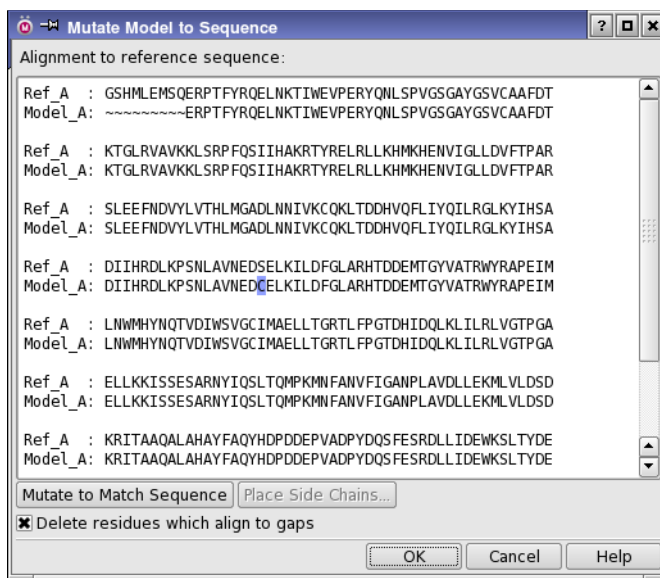 Mutate Model to Sequence
Alignment to reference sequence:
Ref_A : GSHMLEMSQERPTFYRQELNKTIWEVPERYQNLSPVGSGAYGSVCAAFDT
Model_A: ~~~~~~~~~ERPTFYRQELNKTIWEVPERYQNLSPVGSGAYGSVCAAFDT
Ref_A : KTGLRVAVKKLSRPFQSIIHAKRTYRELRLLKHMKHENVIGLLDVFTPAR
Model_A: KTGLRVAVKKLSRPFQSIIHAKRTYRELRLLKHMKHENVIGLLDVFTPAR
Ref_A : SLEEFNDVYLVTHLMGADLNNIVKCQKLTDDHVQFLIYQILRGLKYIHSA
Model_A: SLEEFNDVYLVTHLMGADLNNIVKCQKLTDDHVQFLIYQILRGLKYIHSA
Ref_A : DIIHRDLKPSNLAVNEDSELKILDFGLARHTDDEMTGYVATRWYRAPEIM
Model_A: DIIHRDLKPSNLAVNEDCELKILDFGLARHTDDEMTGYVATRWYRAPEIM
Ref_A : LNWMHYNQTVDIWSVGCIMAELLTGRTLFPGTDHIDQLKLILRLVGTPGA
Model_A: LNWMHYNQTVDIWSVGCIMAELLTGRTLFPGTDHIDQLKLILRLVGTPGA
Ref_A : ELLKKISSESARNYIQSLTQMPKMNFANVFIGANPLAVDLLEKMLVLDSD
Model_A: ELLKKISSESARNYIQSLTQMPKMNFANVFIGANPLAVDLLEKMLVLDSD
Ref_A : KRITAAQALAHAYFAQYHDPDDEPVADPYDQSFESRDLLIDEWKSLTYDE
Model_A: KRITAAQALAHAYFAQYHDPDDEPVADPYDQSFESRDLLIDEWKSLTYDE
Mutate to Match Sequence Place Side Chains...
Delete residues which align to gaps
OK Cancel Help